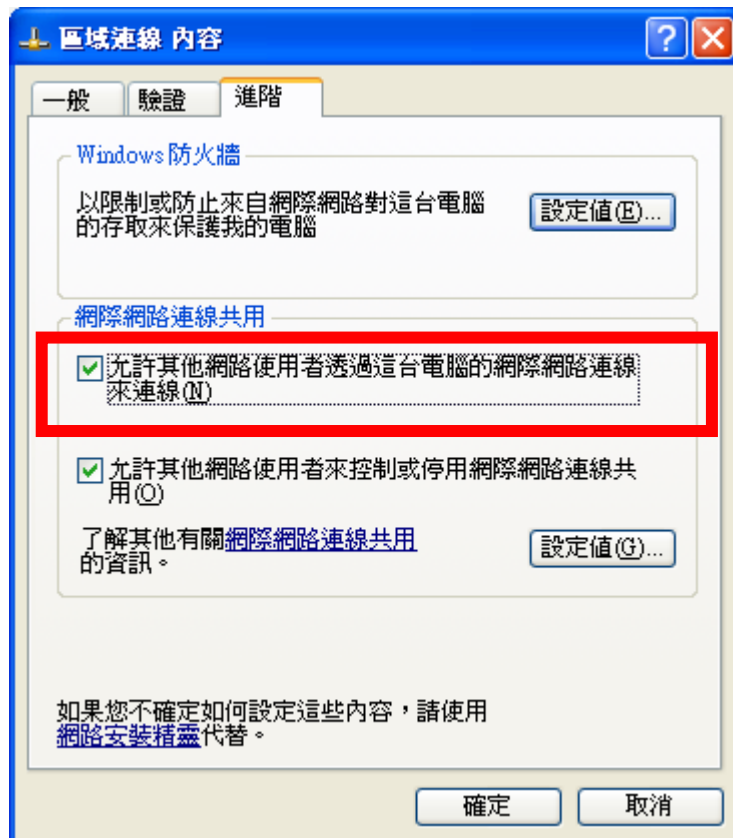 區域連線 內容
一般 驗證 進階
Windows 防火牆
以限制或防止來自網際網路對這台電腦
的存取來保護我的電腦
設定值(E)...
網際網路連線共用
允許其他網路使用者透過這台電腦的網際網路連線
來連線(N)
允許其他網路使用者來控制或停用網際網路連線共
用(O)
了解其他有關網際網路連線共用
的資訊。
設定值(G)...
如果您不確定如何設定這些內容，請使用
網路安裝精靈代替。
確定 取消